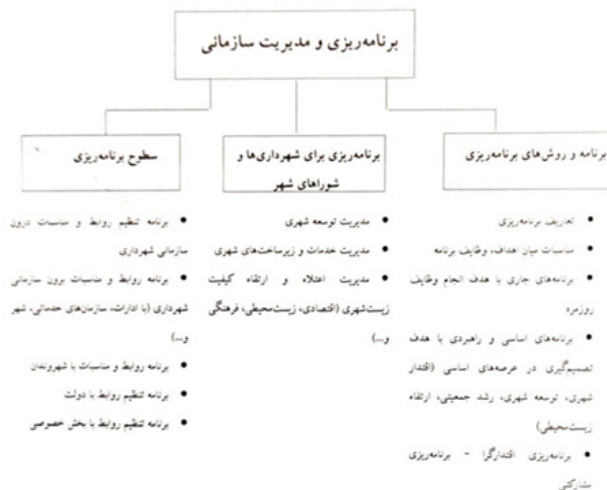 برنامه‌ریزی و مدیریت سازمانی
برنامه و روش‌های برنامه‌ریزی
• تعاریف برنامه‌ریزی
• مناسبات میان اهداف، وظایف برنامه
• برنامه‌های جاری با هدف انجام وظایف
روزمره
• برنامه‌های اساسی و راهبردی با هدف
تصمیم‌گیری در عرصه‌های اساسی (اقتدار
شهری، توسعه شهری، رشد جمعیتی، ارتقاء
زیست‌محیطی)
• برنامه‌ریزی اقتدارگرا - برنامه‌ریزی
مشارکتی
برنامه‌ریزی برای شهرداری‌ها و
شوراهای شهر
• مدیریت توسعه شهری
• مدیریت خدمات و زیرساخت‌های شهری
• مدیریت اعتلاء و ارتقاء کیفیت
زیست‌شهری (اقتصادی، زیست‌محیطی، فرهنگی
و...)
سطوح برنامه‌ریزی
• برنامه تنظیم روابط و مناسبات درون
سازمانی شهرداری
• برنامه روابط و مناسبات برون سازمانی
شهرداری (با ادارات، سازمان‌های خدماتی، شهر
و...)
• برنامه روابط و مناسبات با شهروندان
• برنامه تنظیم روابط با دولت
• برنامه تنظیم روابط با بخش خصوصی